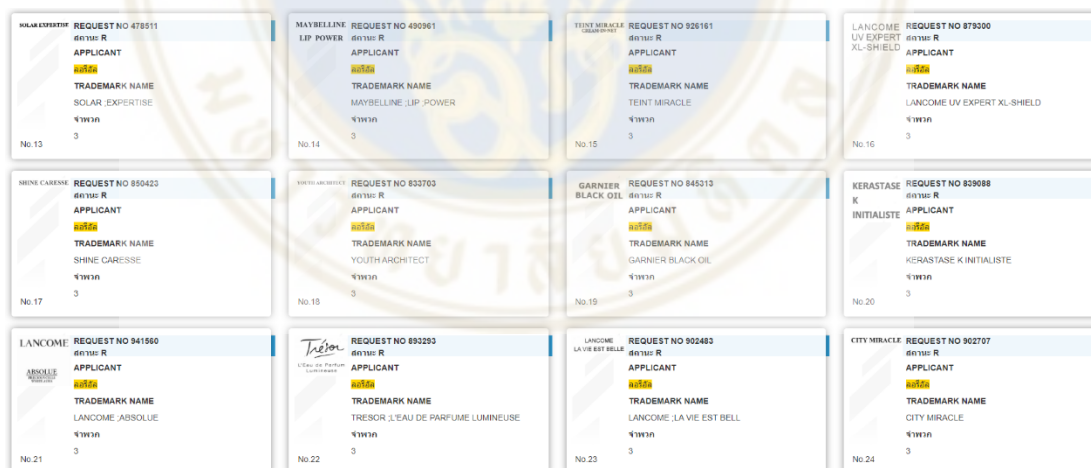 SOLAR EXPERTISE
REQUEST NO 478511
สถานะ R
APPLICANT
ลอรีอัล
TRADEMARK NAME
SOLAR ;EXPERTISE
จำพวก
3
No.13
MAYBELLINE
LIP POWER
REQUEST NO 490961
สถานะ R
APPLICANT
ลอรีอัล
TRADEMARK NAME
MAYBELLINE ;LIP ;POWER
จำพวก
3
No.14
TEINT MIRACLE
REQUEST NO 926161
สถานะ R
APPLICANT
ลอรีอัล
TRADEMARK NAME
TEINT MIRACLE
จำพวก
3
No.15
LANCOME
UV EXPERT
XL-SHIELD
REQUEST NO 879300
สถานะ R
APPLICANT
ลอรีอัล
TRADEMARK NAME
LANCOME UV EXPERT XL-SHIELD
จำพวก
3
No.16
SHINE CARESSE
REQUEST NO 850423
สถานะ R
APPLICANT
ลอรีอัล
TRADEMARK NAME
SHINE CARESSE
จำพวก
3
No.17
YOUTH ARCHITECT
REQUEST NO 833703
สถานะ R
APPLICANT
ลอรีอัล
TRADEMARK NAME
YOUTH ARCHITECT
จำพวก
3
No.18
GARNIER
BLACK OIL
REQUEST NO 845313
สถานะ R
APPLICANT
ลอรีอัล
TRADEMARK NAME
GARNIER BLACK OIL
จำพวก
3
No.19
KERASTASE
K
INITIALISTE
REQUEST NO 839088
สถานะ R
APPLICANT
ลอรีอัล
TRADEMARK NAME
KERASTASE K INITIALISTE
จำพวก
3
No.20
LANCOME
ABSOLUE
REQUEST NO 941560
สถานะ R
APPLICANT
ลอรีอัล
TRADEMARK NAME
LANCOME ;ABSOLUE
จำพวก
3
No.21
Trésor
L'Eau de Parfum
Lumineuse
REQUEST NO 893293
สถานะ R
APPLICANT
ลอรีอัล
TRADEMARK NAME
TRESOR ;L'EAU DE PARFUME LUMINEUSE
จำพวก
3
No.22
LANCOME
LA VIE EST BELLE
REQUEST NO 902483
สถานะ R
APPLICANT
ลอรีอัล
TRADEMARK NAME
LANCOME ;LA VIE EST BELL
จำพวก
3
No.23
CITY MIRACLE
REQUEST NO 902707
สถานะ R
APPLICANT
ลอรีอัล
TRADEMARK NAME
CITY MIRACLE
จำพวก
3
No.24